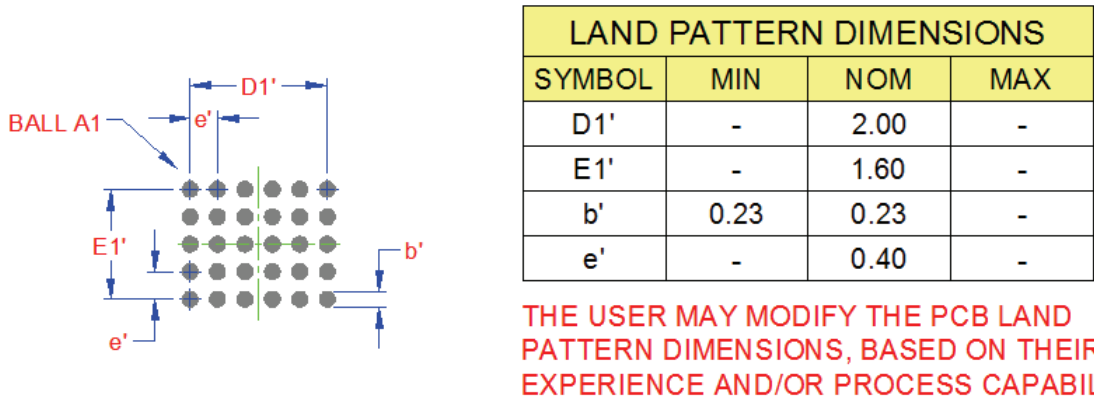 D1'
e'
BALL A1
E1'
b'
e'
LAND PATTERN DIMENSIONS
SYMBOL MIN NOM MAX
D1' - 2.00 -
E1' - 1.60 -
b' 0.23 0.23 -
e' - 0.40 -
THE USER MAY MODIFY THE PCB LAND
PATTERN DIMENSIONS, BASED ON THEIR
EXPERIENCE AND/OR PROCESS